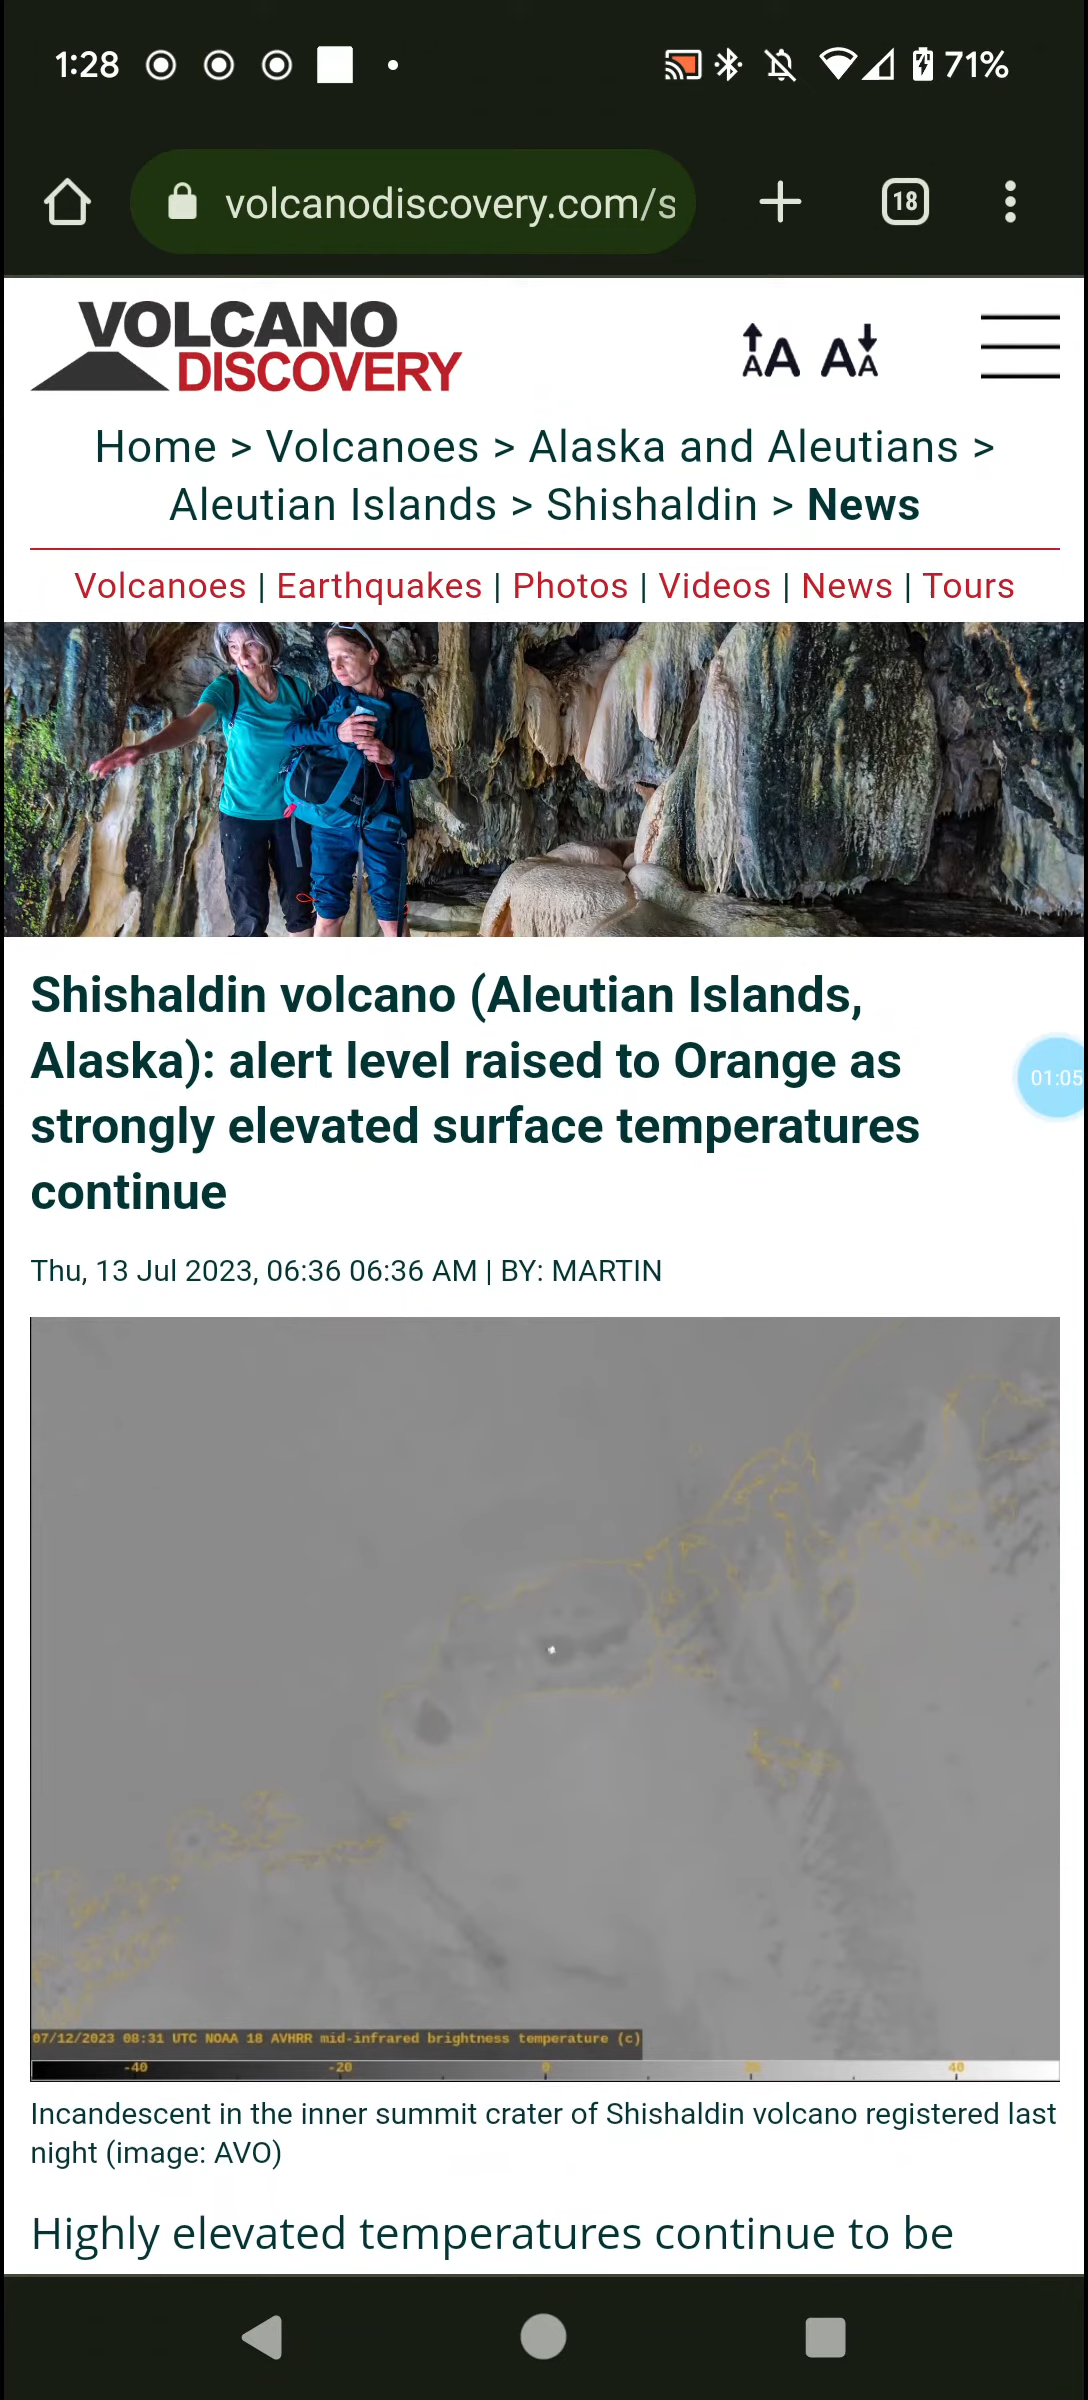 1:28
71%
volcanodiscovery.com/s
18
VOLCANO
DISCOVERY
AA AA
Home > Volcanoes > Alaska and Aleutians >
Aleutian Islands > Shishaldin > News
Volcanoes | Earthquakes | Photos | Videos | News | Tours
Shishaldin volcano (Aleutian Islands,
Alaska): alert level raised to Orange as
strongly elevated surface temperatures
continue
01:05
Thu, 13 Jul 2023, 06:36 06:36 AM | BY: MARTIN
07/12/2023 08:31 UTC NOAA 18 AVHRR mid-infrared brightness temperature (c)
-40 -20 0 20 40
Incandescent in the inner summit crater of Shishaldin volcano registered last
night (image: AVO)
Highly elevated temperatures continue to be